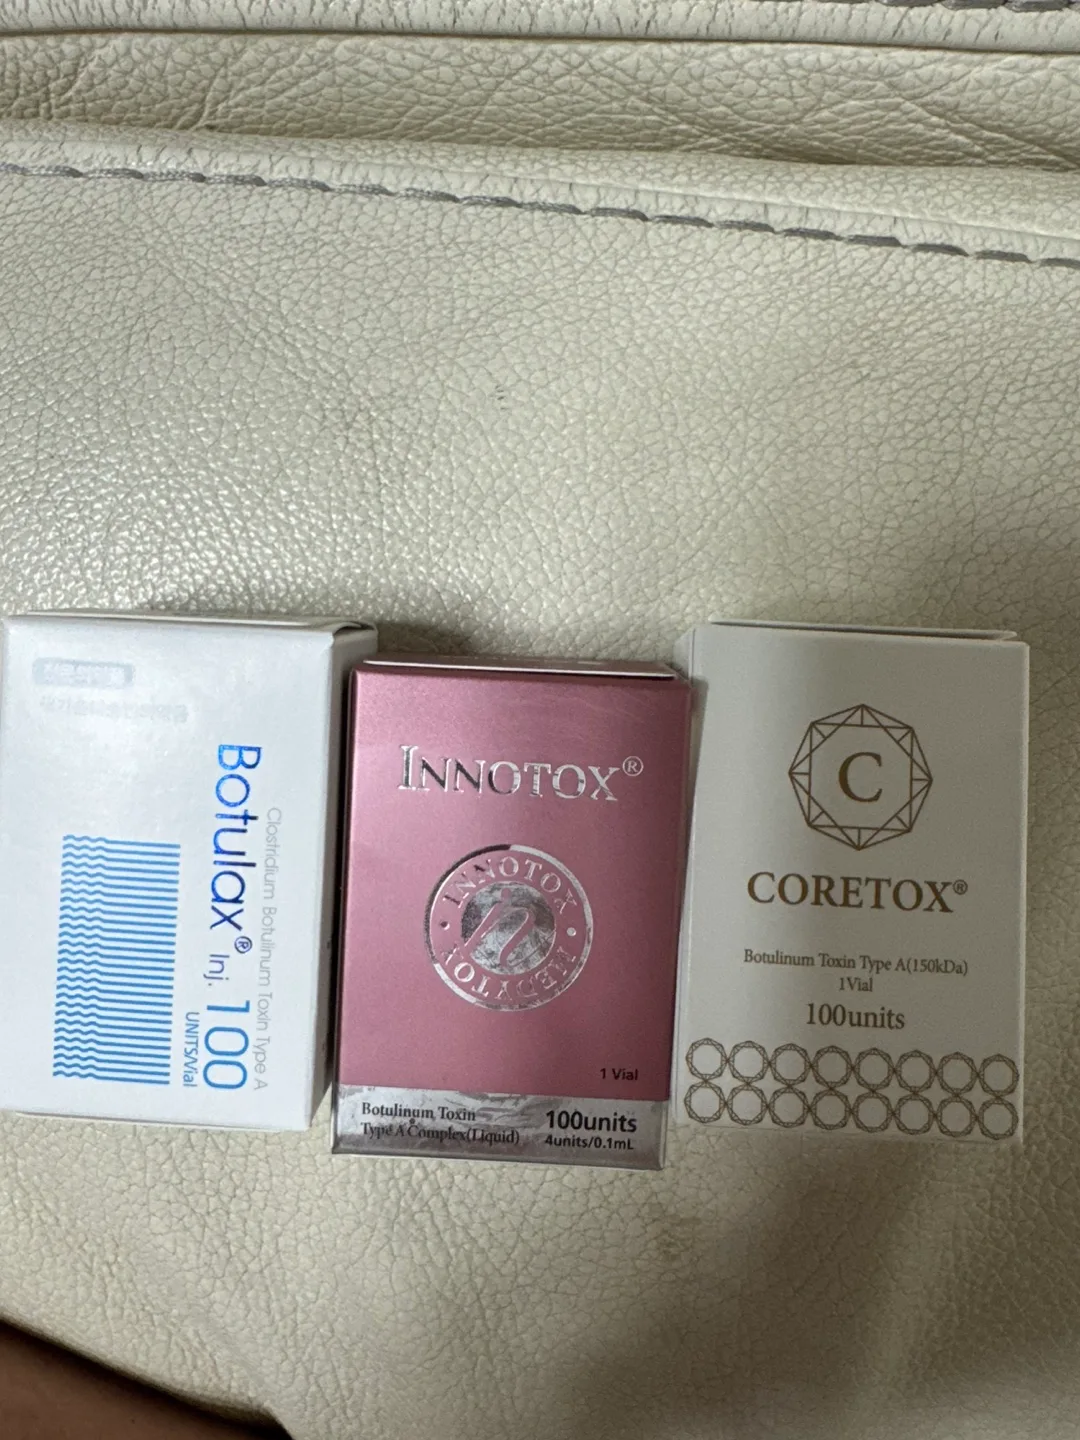 Botulax® Inj. 100
UNITS/Vial
Clostridium Botulinum Toxin Type A
INNOTOX®
INNOTOX
MEDYTOX
1 Vial
Botulinum Toxin
Type A Complex(Liquid)
100units
4units/0.1mL
C
CORETOX®
Botulinum Toxin Type A(150kDa)
1Vial
100units